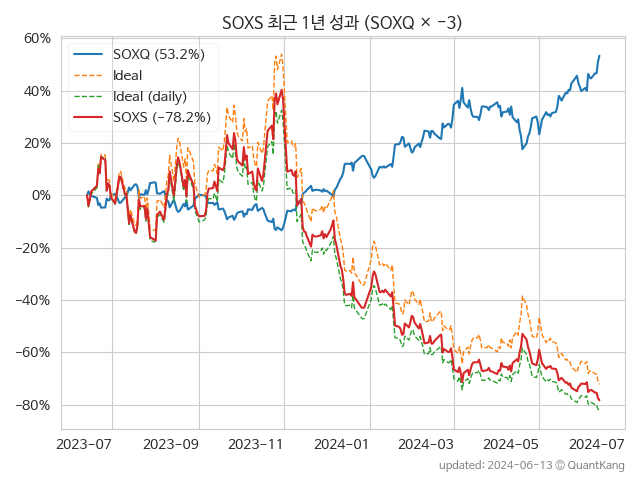 SOXS 최근 1년 성과 (SOXQ × −3)
SOXQ (53.2%)
Ideal
Ideal (daily)
SOXS (−78.2%)
60%
40%
20%
0%
−20%
−40%
−60%
−80%
2023−07
2023−09
2023−11
2024−01
2024−03
2024−05
2024−07
updated: 2024-06-13 ⓒ QuantKang